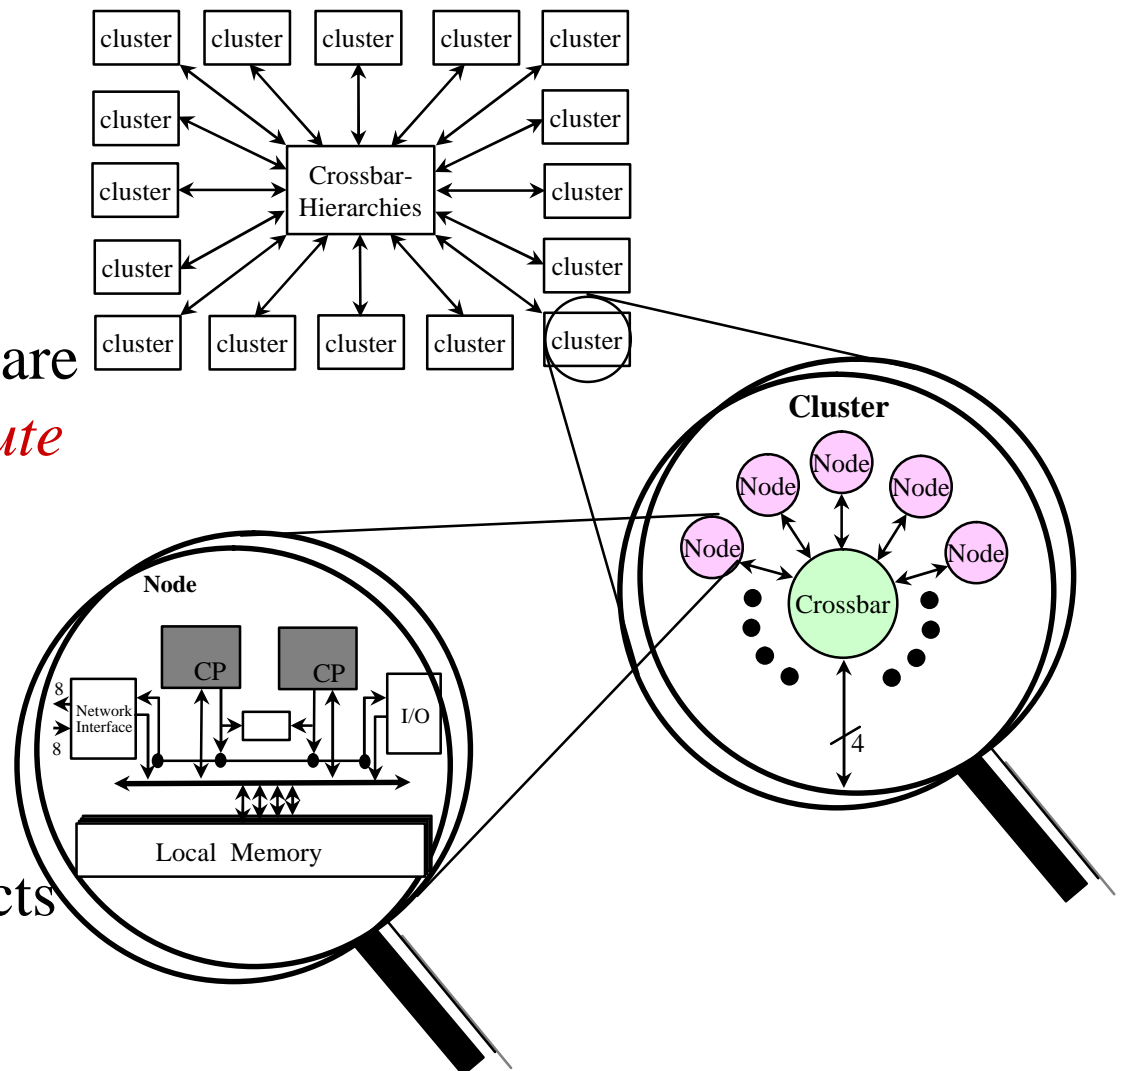 cluster cluster cluster cluster cluster
cluster cluster
cluster Crossbar- cluster
Hierarchies
cluster cluster
cluster cluster cluster cluster cluster
are
ute
Cluster
Node
Node Node
Node Node
Crossbar
4
Node
CP CP
8 Network I/O
Interface
8
Local Memory
cts